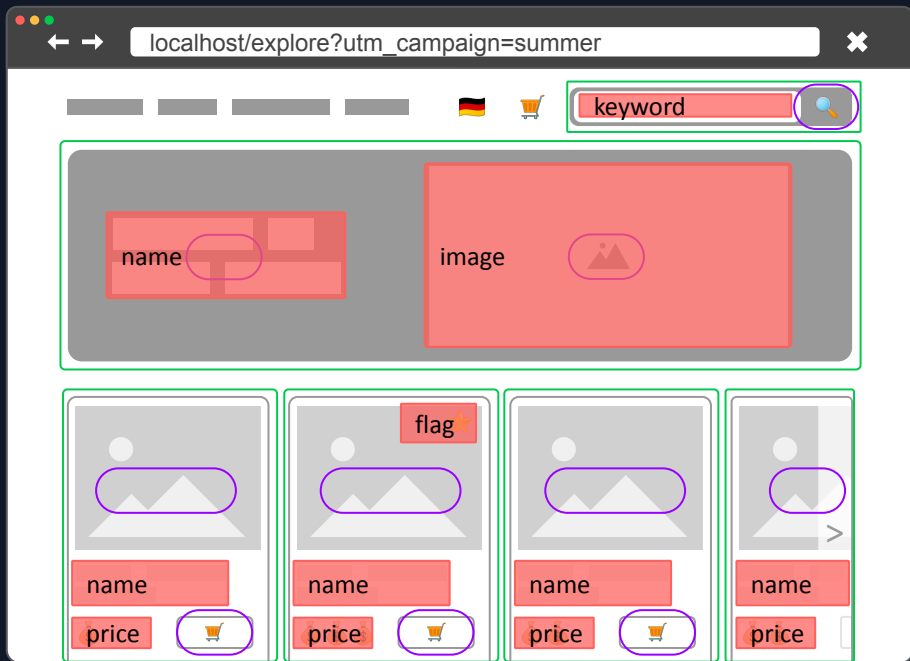 localhost/explore?utm_campaign=summer
keyword
name
image
flag
>
name name name name
price price price price